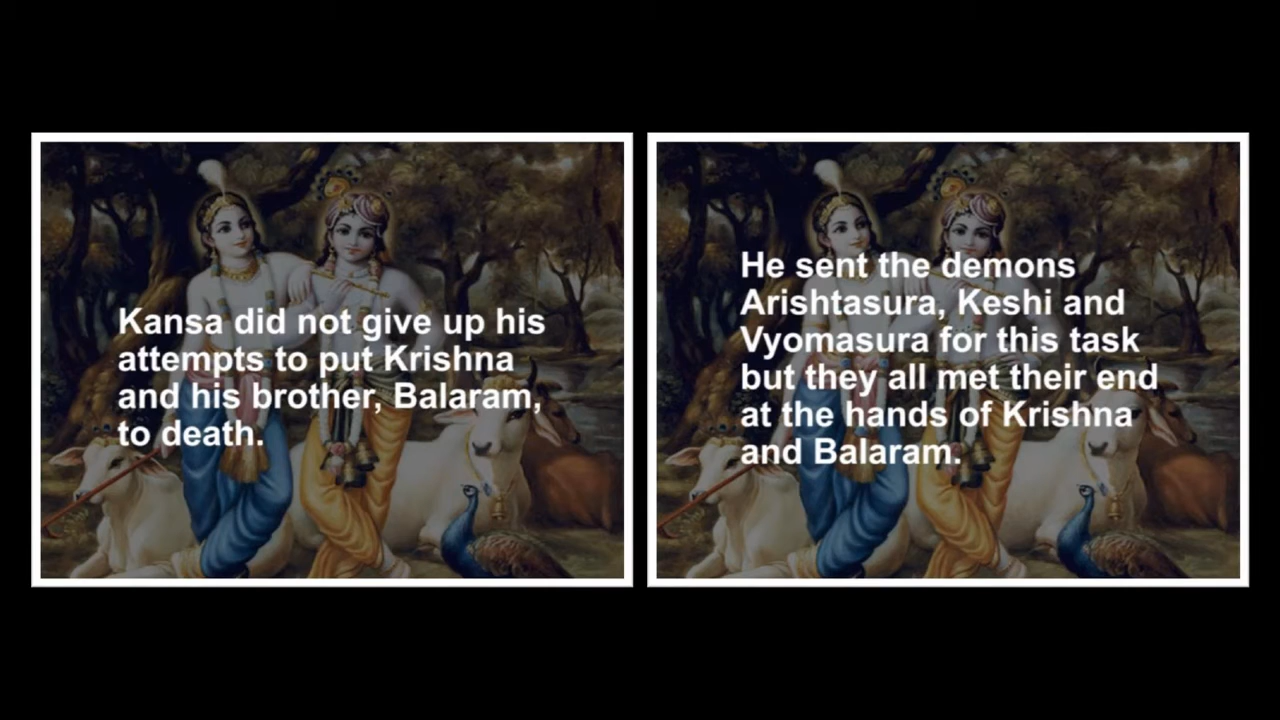 Kansa did not give up his
attempts to put Krishna
and his brother, Balaram,
to death.
He sent the demons
Arishtasura, Keshi and
Vyomasura for this task
but they all met their end
at the hands of Krishna
and Balaram.